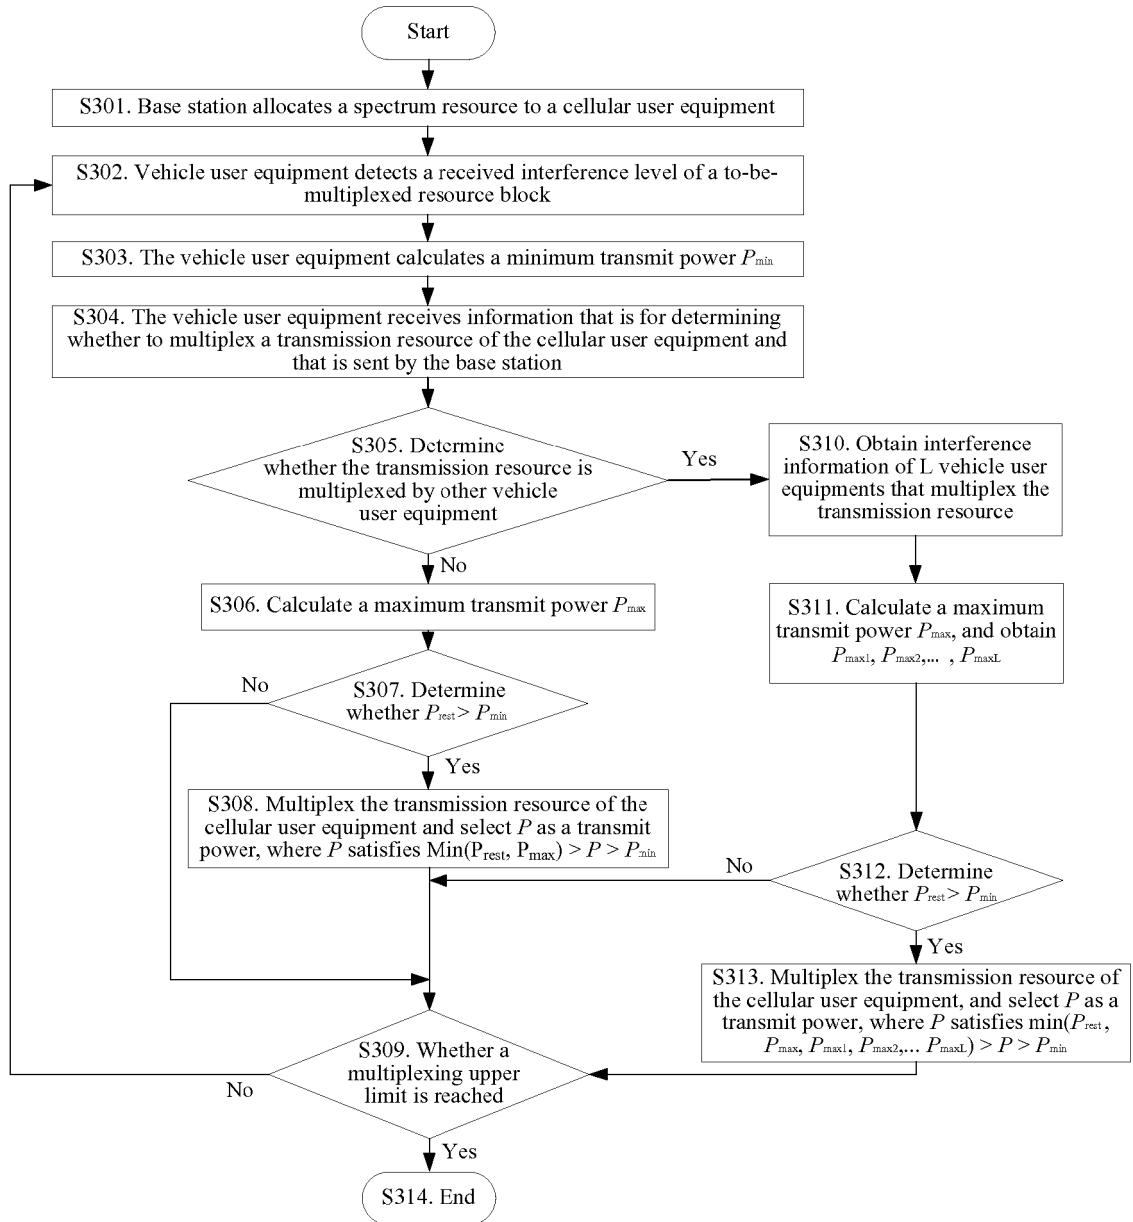 Start
S301. Base station allocates a spectrum resource to a cellular user equipment
S302. Vehicle user equipment detects a received interference level of a to-be-
multiplexed resource block
S303. The vehicle user equipment calculates a minimum transmit power Pmin
S304. The vehicle user equipment receives information that is for determining
whether to multiplex a transmission resource of the cellular user equipment and
that is sent by the base station
S305. Determine
whether the transmission resource is
multiplexed by other vehicle
user equipment
Yes
No
S310. Obtain interference
information of L vehicle user
equipments that multiplex the
transmission resource
S306. Calculate a maximum transmit power Pmax
S311. Calculate a maximum
transmit power Pmax, and obtain
Pmax1, Pmax2,... , PmaxL
No
S307. Determine
whether Prest > Pmin
Yes
S308. Multiplex the transmission resource of the
cellular user equipment and select P as a transmit
power, where P satisfies Min(Prest, Pmax) > P > Pmin
No
S312. Determine
whether Prest > Pmin
Yes
S313. Multiplex the transmission resource of
the cellular user equipment, and select P as a
transmit power, where P satisfies min(Prest ,
Pmax, Pmax1, Pmax2,... PmaxL) > P > Pmin
S309. Whether a
multiplexing upper
limit is reached
No
Yes
S314. End